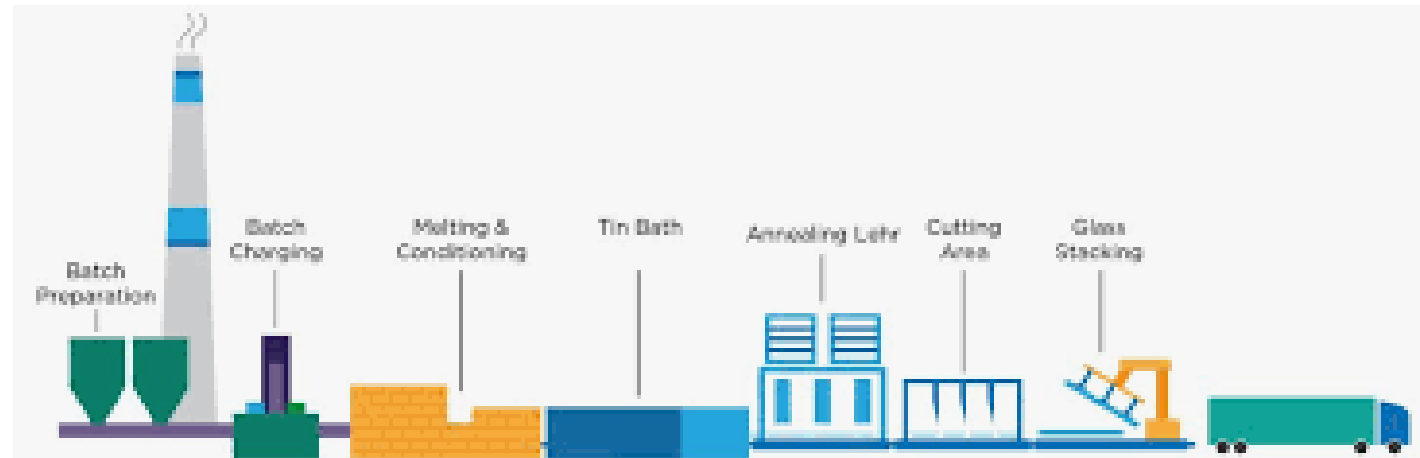 Batch
Preparation
Batch
Charging
Melting &
Conditioning
Tin Bath
Annealing Lehr
Cutting
Area
Glass
Stacking